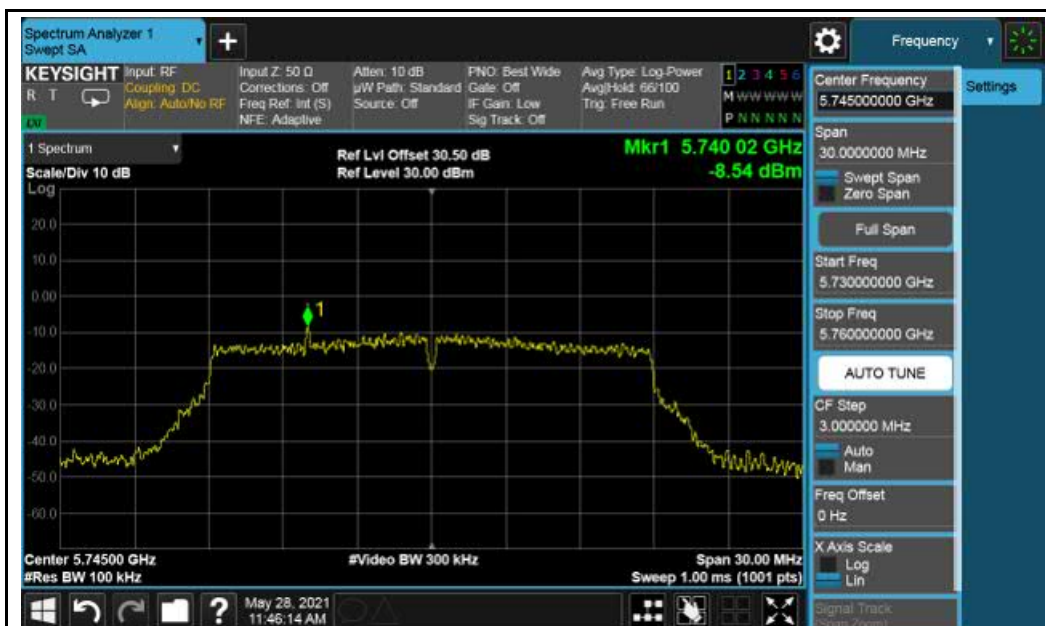 Spectrum Analyzer 1
Swept SA
+
Frequency
KEYSIGHT
R T
Input: RF
Coupling: DC
Align: Auto/No RF
Input Z: 50 Ω
Corrections: Off
Freq Ref: Int (S)
NFE: Adaptive
Atten: 10 dB
µW Path: Standard
Source: Off
PNO: Best Wide
Gate: Off
IF Gain: Low
Sig Track: Off
Avg Type: Log-Power
Avg|Hold: 66/100
Trig: Free Run
1 2 3 4 5 6
M W W W W W
P N N N N N
1 Spectrum
Scale/Div 10 dB
Ref Lvl Offset 30.50 dB
Ref Level 30.00 dBm
Mkr1 5.740 02 GHz
-8.54 dBm
Log
20.0
10.0
0.00
-10.0
-20.0
-30.0
-40.0
-50.0
-60.0
1
Center 5.74500 GHz
#Res BW 100 kHz
#Video BW 300 kHz
Span 30.00 MHz
Sweep 1.00 ms (1001 pts)
Center Frequency
5.745000000 GHz
Settings
Span
30.0000000 MHz
Swept Span
Zero Span
Full Span
Start Freq
5.730000000 GHz
Stop Freq
5.760000000 GHz
AUTO TUNE
CF Step
3.000000 MHz
Auto
Man
Freq Offset
0 Hz
X Axis Scale
Log
Lin
Signal Track
(Span Zoom)
?
May 28, 2021
11:46:14 AM